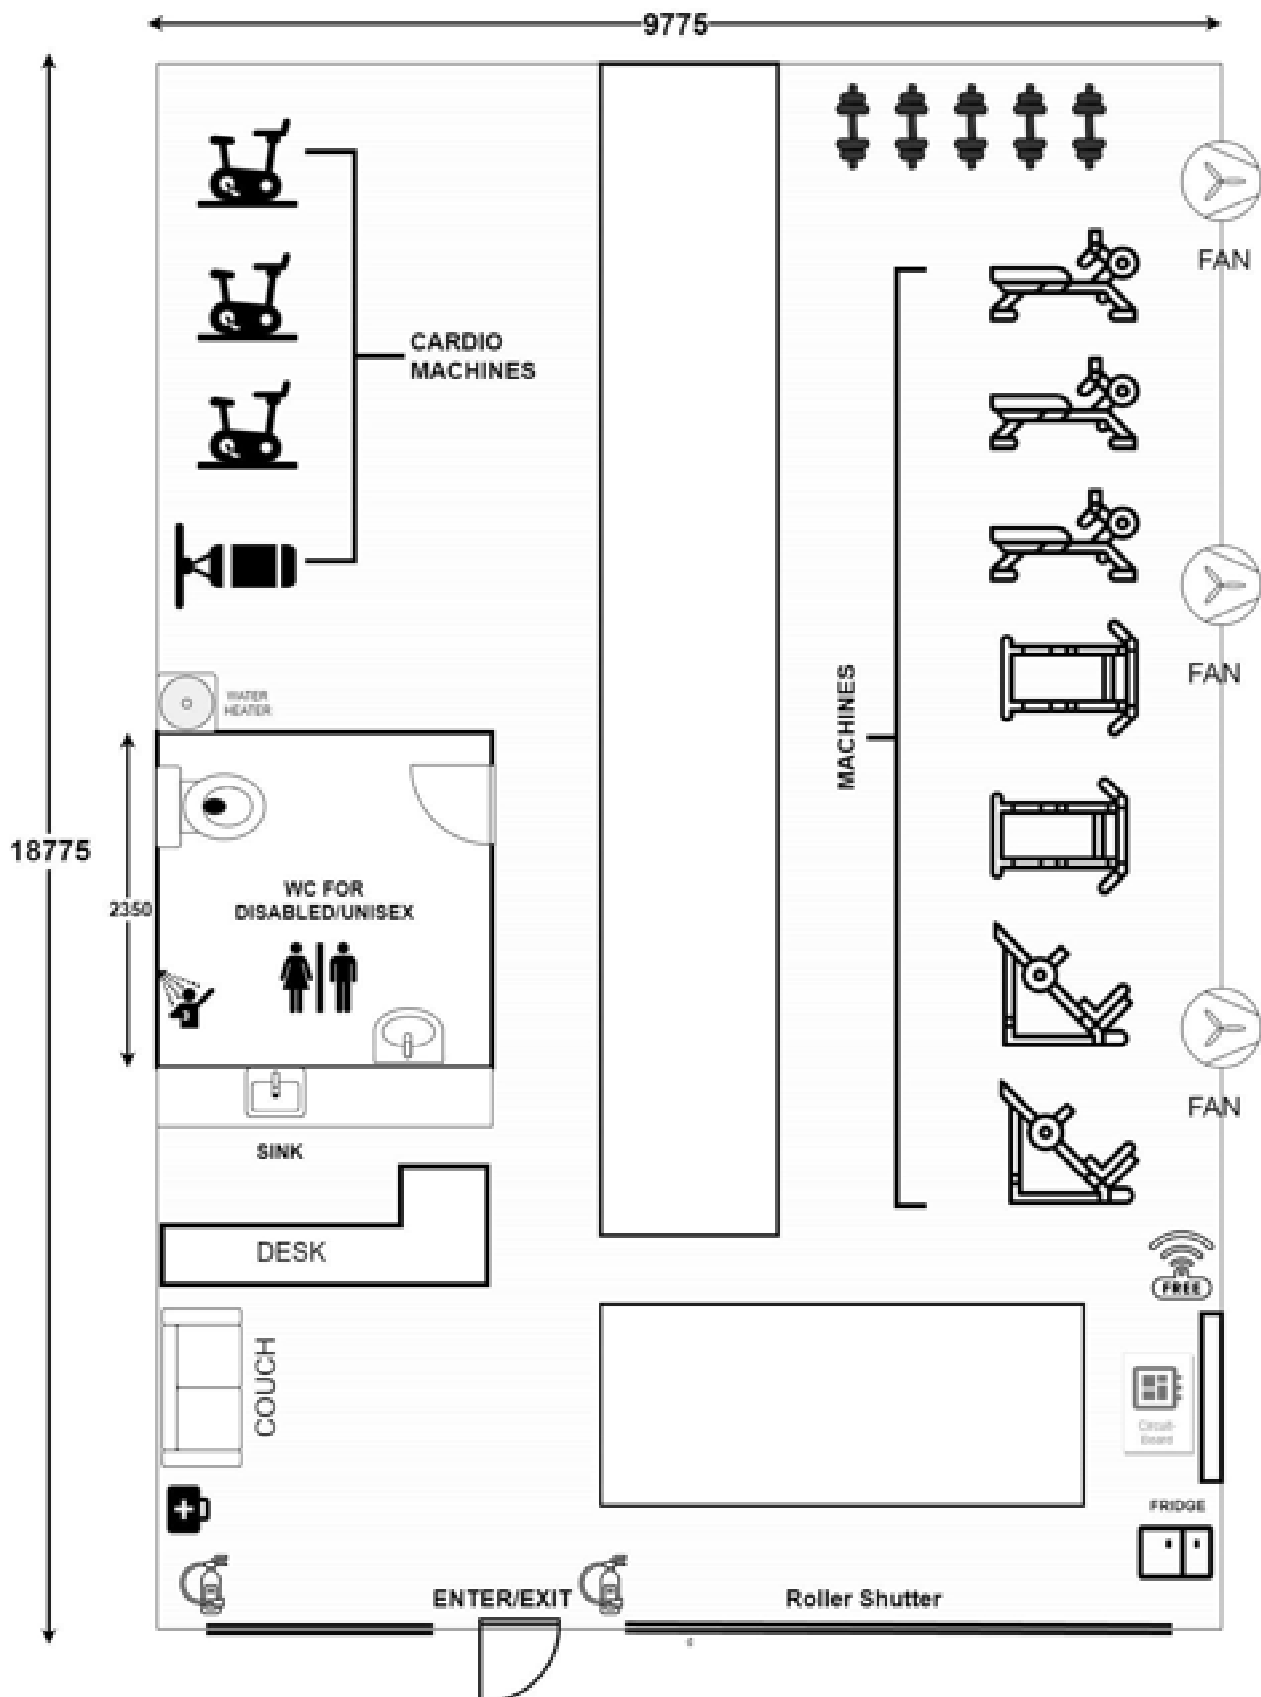 9775
FAN
CARDIO
MACHINES
FAN
MACHINES
WATER
HEATER
18775
2350
WC FOR
DISABLED/UNISEX
FAN
SINK
DESK
FREE
COUCH
Circuit-
Board
FRIDGE
ENTER/EXIT
Roller Shutter